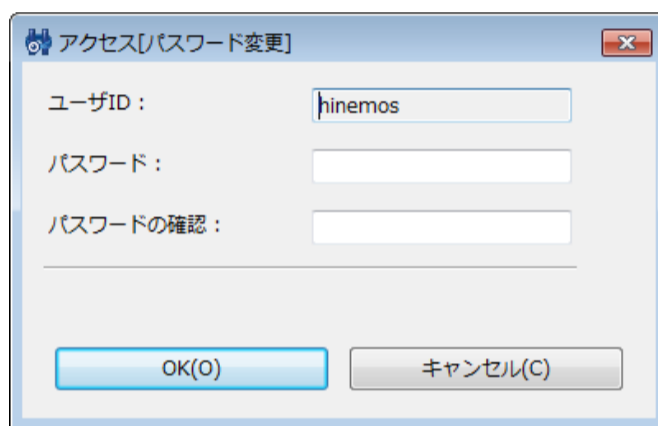 アクセス[パスワード変更]
ユーザID： hinemos
パスワード：
パスワードの確認：
OK(O) キャンセル(C)